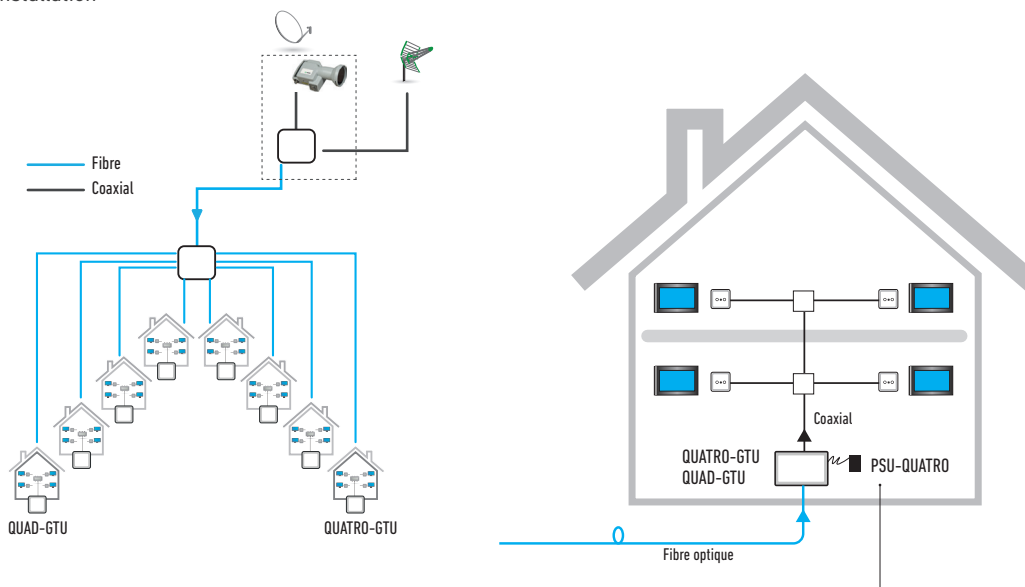 Fibre
Coaxial
QUAD-GTU
QUATRO-GTU
Coaxial
QUATRO-GTU
QUAD-GTU
PSU-QUATRO
Fibre optique